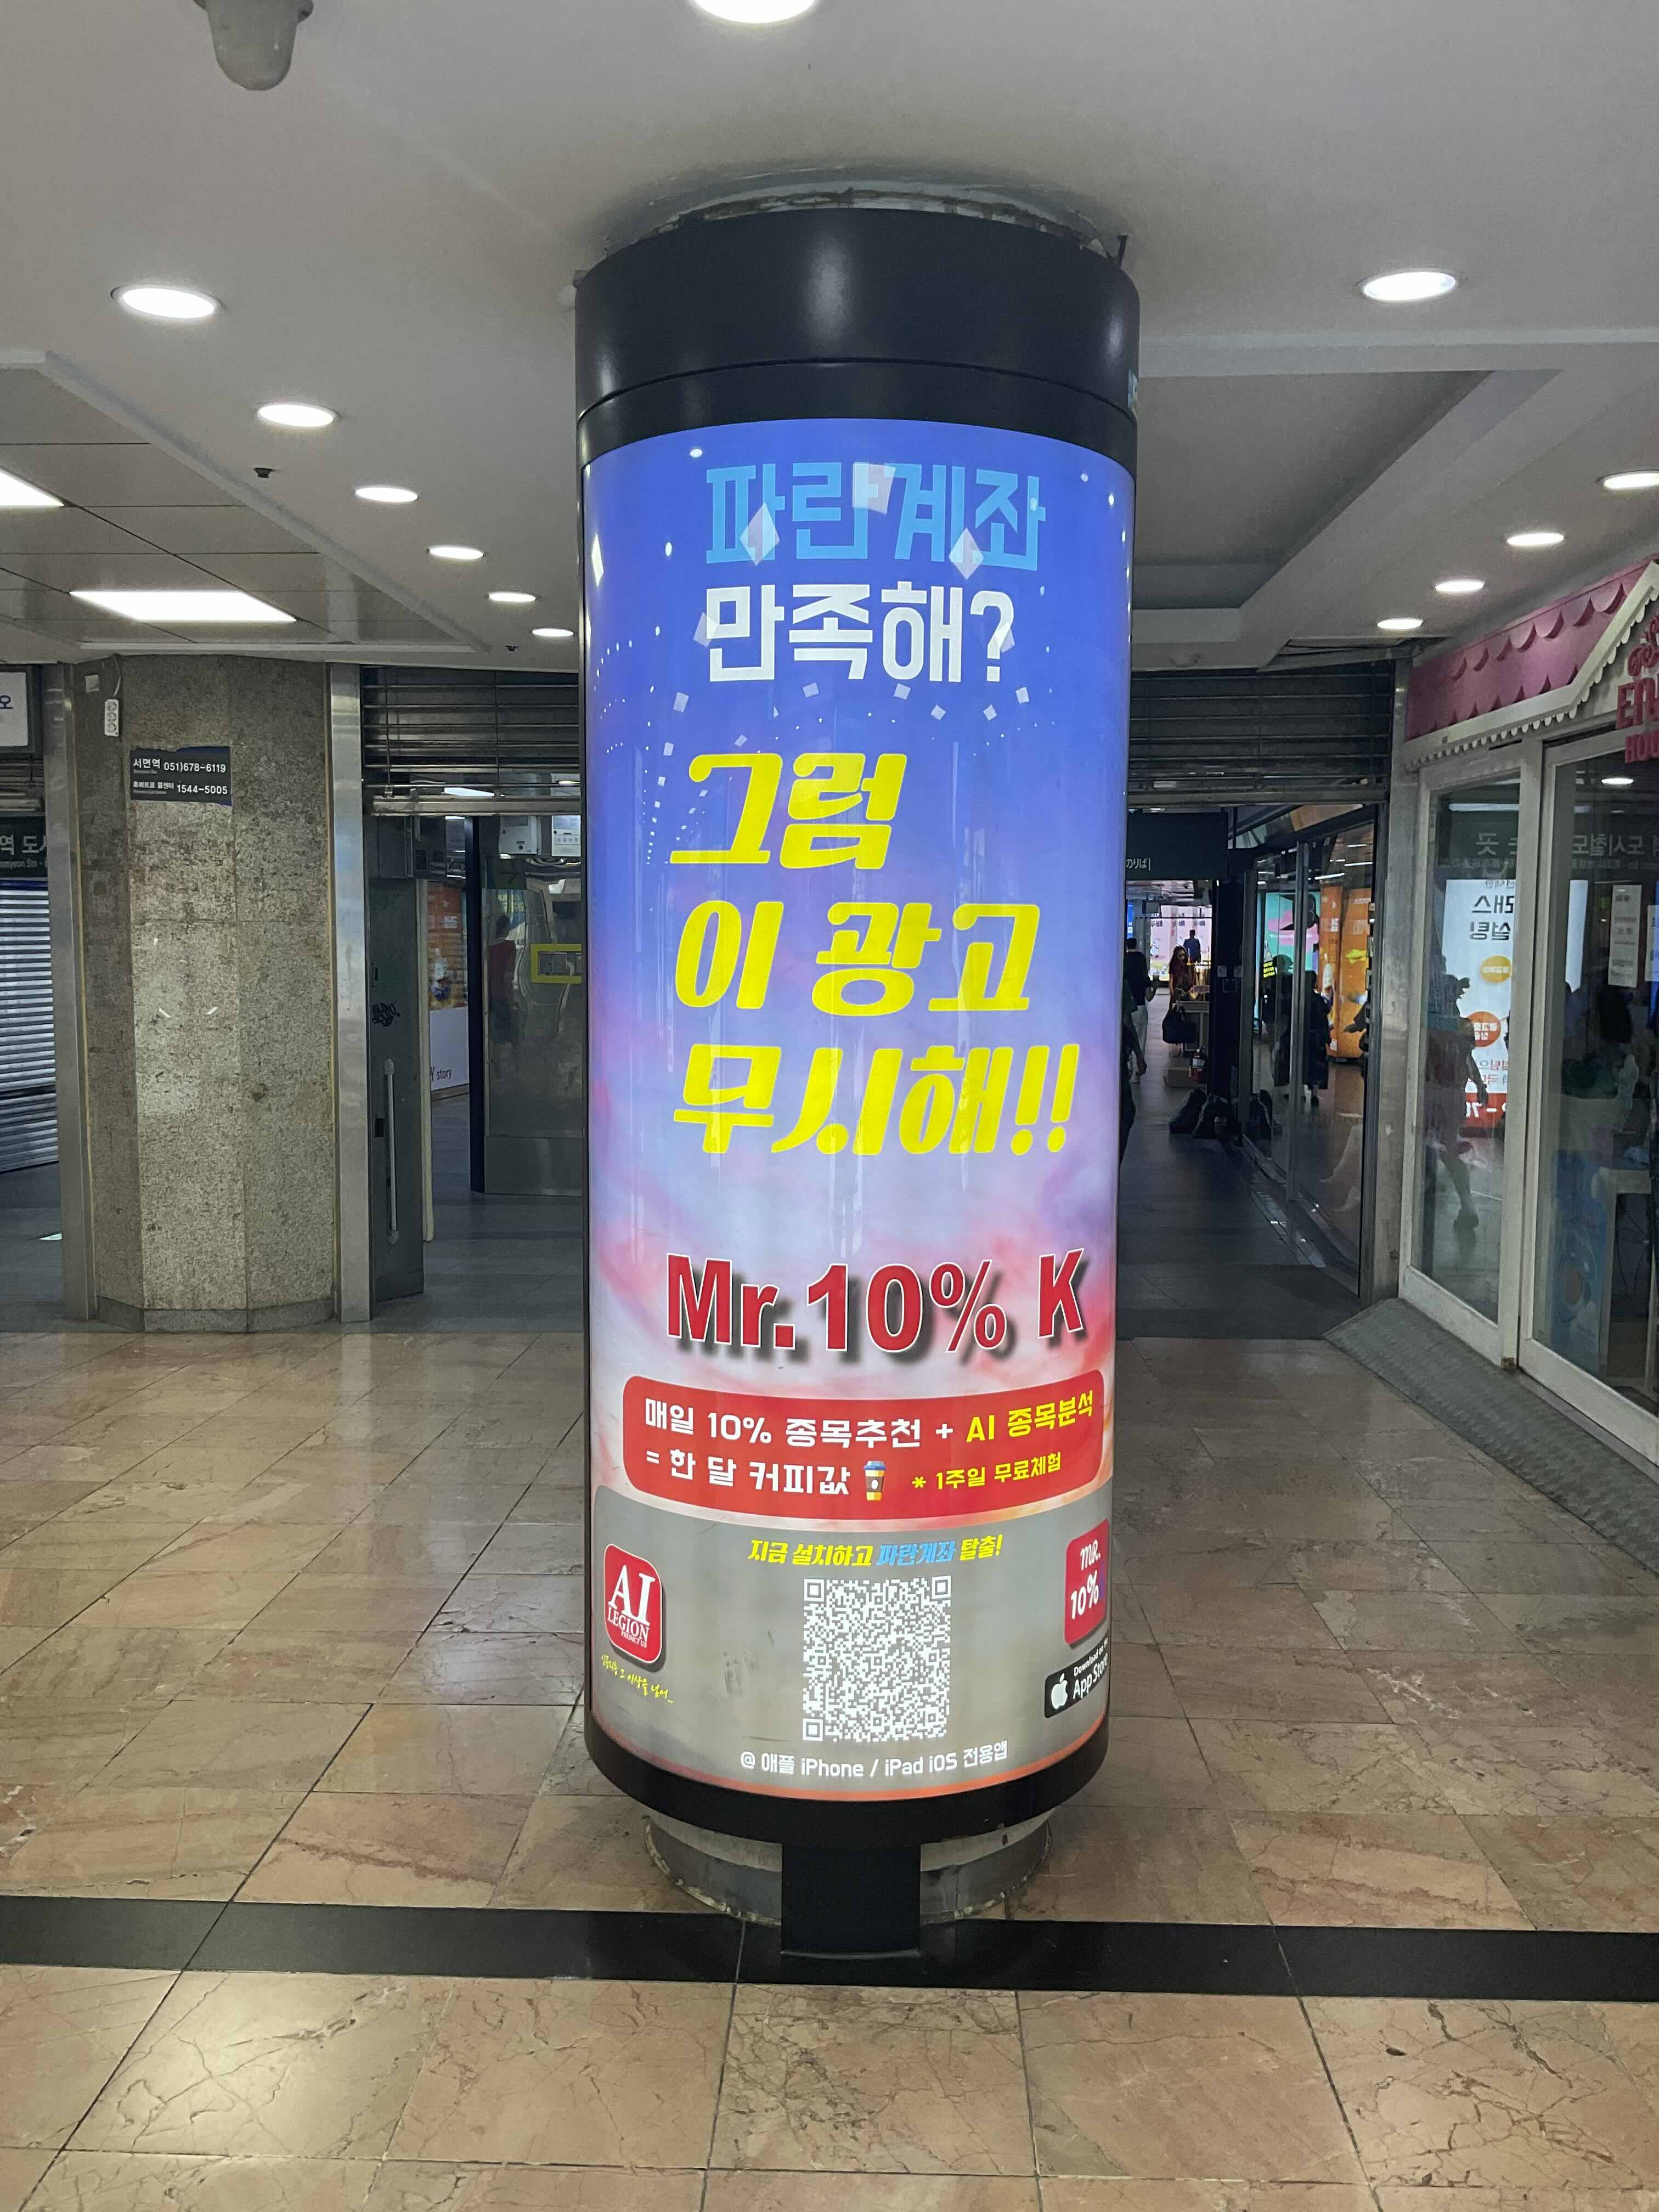 파란계좌
만족해?
그럼
이 광고
무시해!!
Mr.10% K
매일 10% 종목추천 + AI 종목분석
= 한 달 커피값 * 1주일 무료체험
지금 설치하고 파란계좌 탈출!
AI
LEGION
MR.
10%
Download on the
App Store
@ 애플 iPhone / iPad iOS 전용앱
서면역 051)678-6119
1544-5005
story
のりば